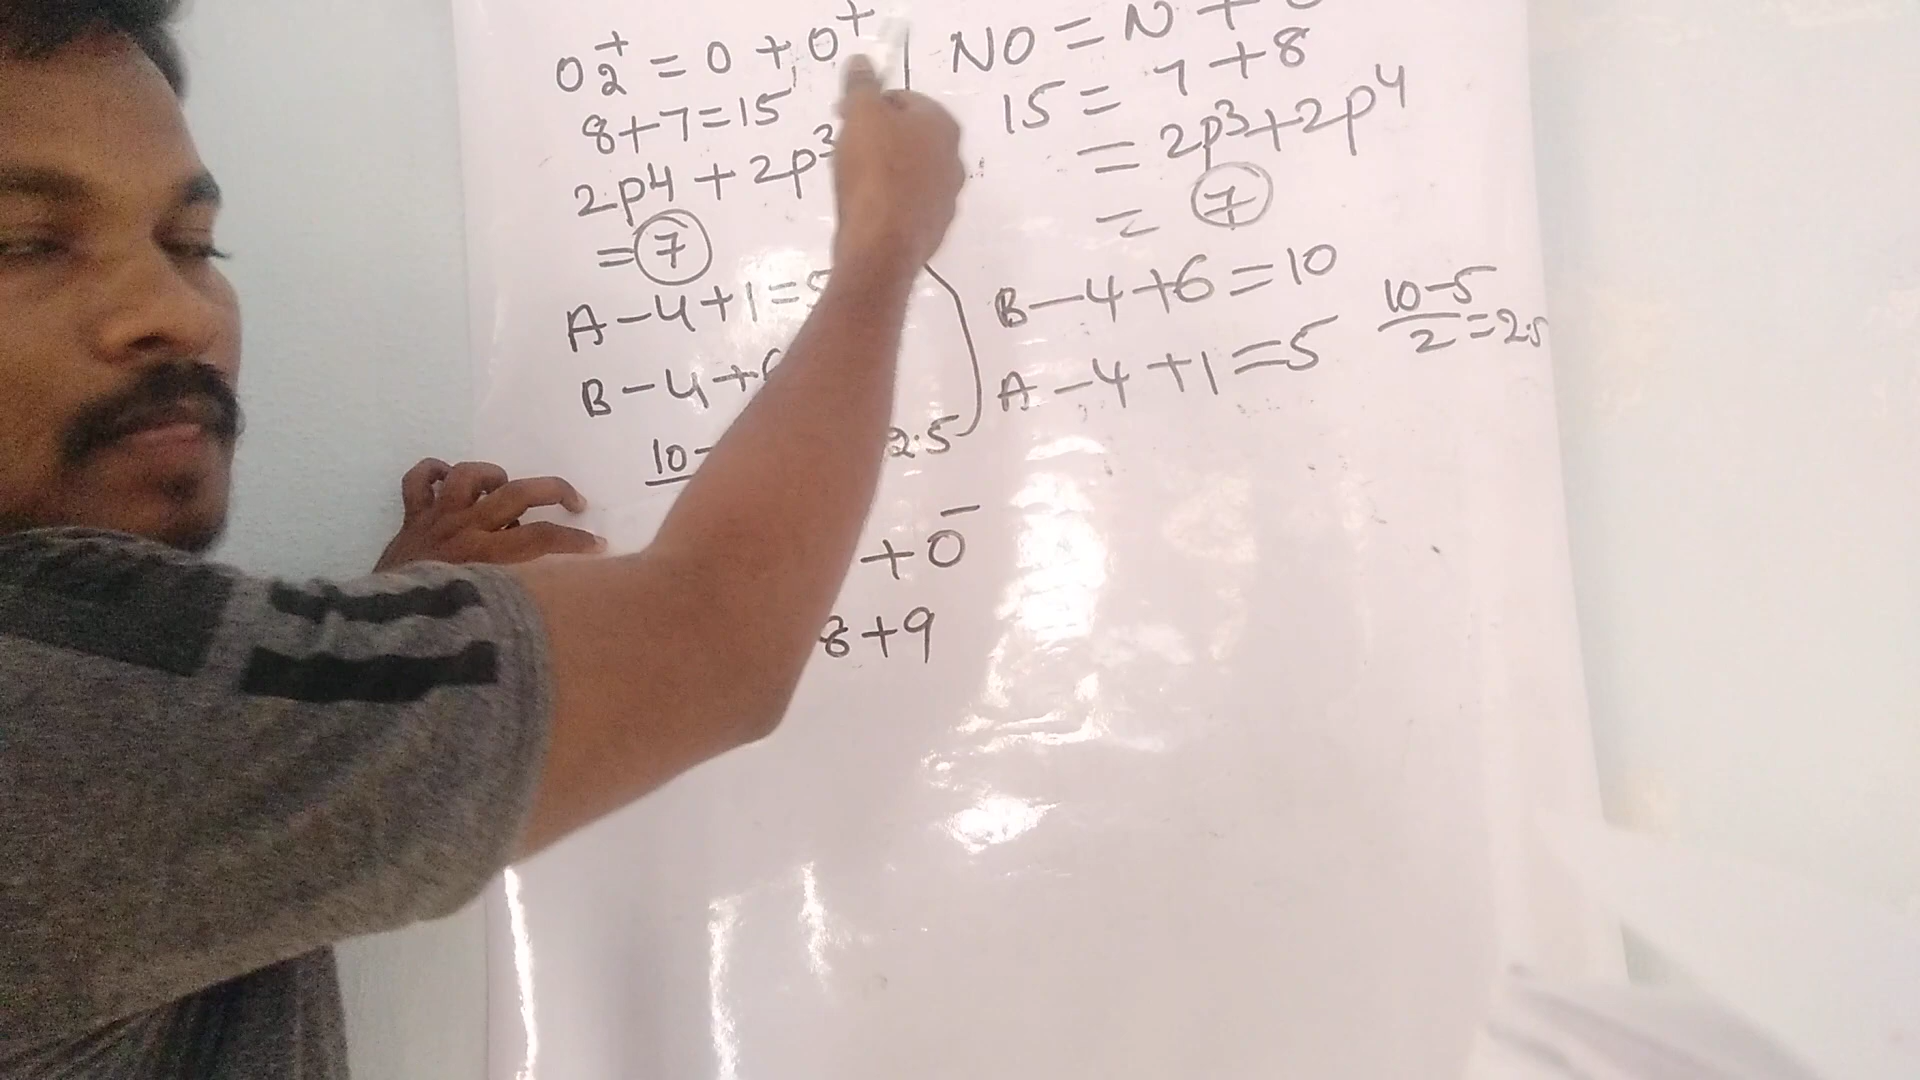 O₂⁺ = O + O⁺
8+7=15
2p4 + 2p3
= 7
A - 4+1=5
B - 4+6
10-
2.5
+ O⁻
8+9
NO = N +
15 = 7+8
= 2p3+2p4
= 7
B - 4+6=10
A - 4+1=5
10-5
2 =2.5